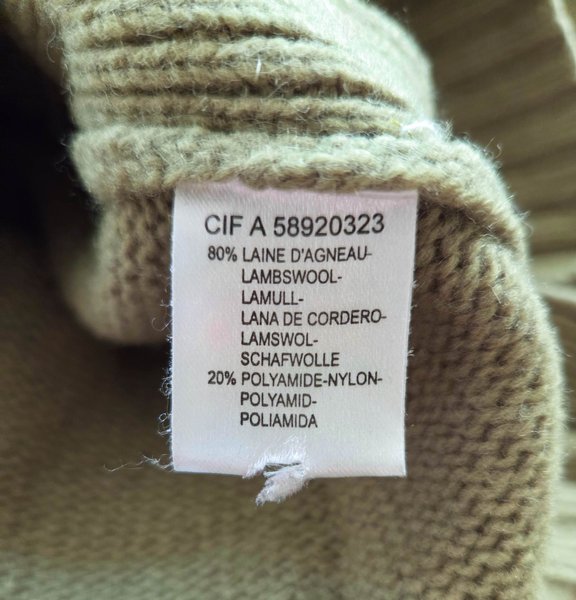 CIF A 58920323
80% LAINE D'AGNEAU-
LAMBSWOOL-
LAMULL-
LANA DE CORDERO-
LAMSWOL-
SCHAFWOLLE
20% POLYAMIDE-NYLON-
POLYAMID-
POLIAMIDA